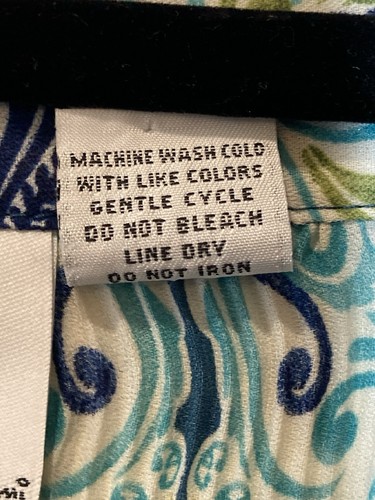 MACHINE WASH COLD
WITH LIKE COLORS
GENTLE CYCLE
DO NOT BLEACH
LINE DRY
DO NOT IRON